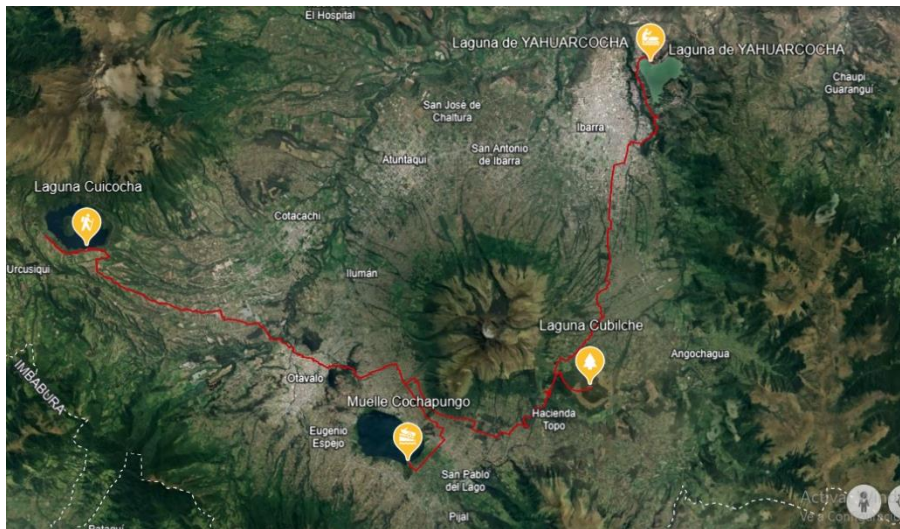 El Hospital
Laguna de YAHUARCOCHA
Laguna de YAHUARCOCHA
Chaupi
Guaranguí
San José de
Chaltura
Ibarra
San Antonio
de Ibarra
Atuntaqui
Laguna Cuicocha
Cotacachi
Urcusiqui
Ilumán
Laguna Cubilche
Angochagua
IMBABURA
Otavalo
Muelle Cochapungo
Hacienda
Topo
Eugenio
Espejo
San Pablo
del Lago
Pijal
Ve a